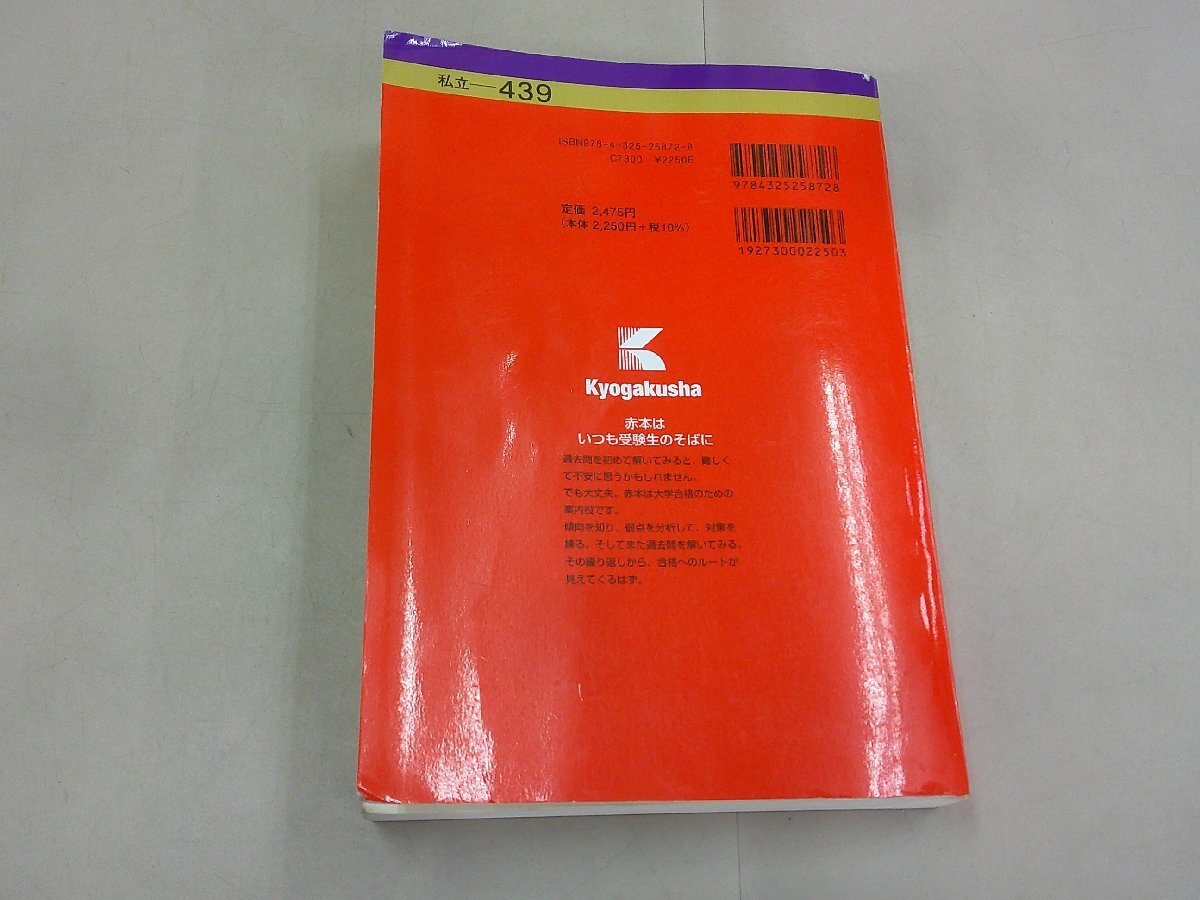 私立—439
ISBN978-4-325-25872-8
C7300 ¥2250E
9784325258728
定価 2,475円
(本体 2,250円+税10%)
1927300022503
Kyogakusha
赤本は
いつも受験生のそばに
過去問を初めて解いてみると、難しく
て不安に思うかもしれません。
でも大丈夫。赤本は大学合格のための
案内役です。
傾向を知り、弱点を分析して、対策を
練る。そしてまた過去問を解いてみる。
その繰り返しから、合格へのルートが
見えてくるはず。